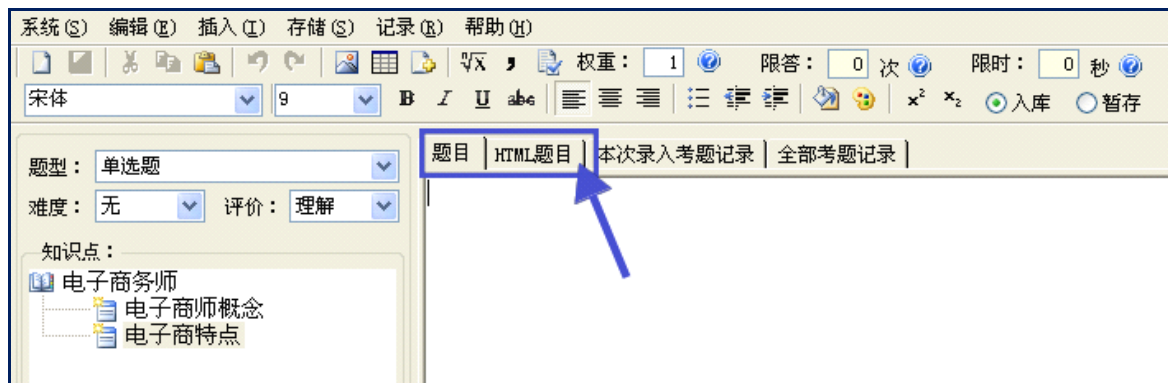 系统(S) 编辑(E) 插入(I) 存储(S) 记录(R) 帮助(H)
权重： 1 限答： 0 次 限时： 0 秒
宋体 9 B I U abc x² ×₂ 入库 暂存
题目 HTML题目 本次录入考题记录 全部考题记录
题型： 单选题
难度： 无 评价： 理解
知识点：
电子商务师
电子商师概念
电子商特点